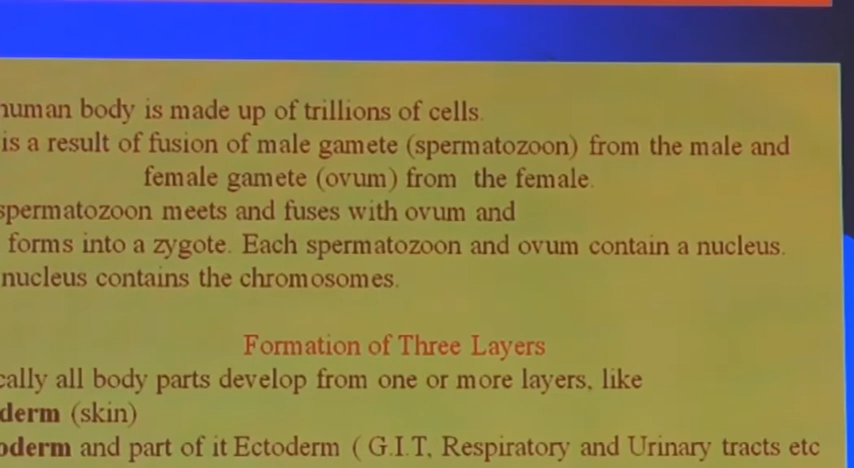 human body is made up of trillions of cells.
is a result of fusion of male gamete (spermatozoon) from the male and
female gamete (ovum) from the female.
spermatozoon meets and fuses with ovum and
forms into a zygote. Each spermatozoon and ovum contain a nucleus.
nucleus contains the chromosomes.
Formation of Three Layers
cally all body parts develop from one or more layers, like
derm (skin)
oderm and part of it Ectoderm ( G.I.T, Respiratory and Urinary tracts etc